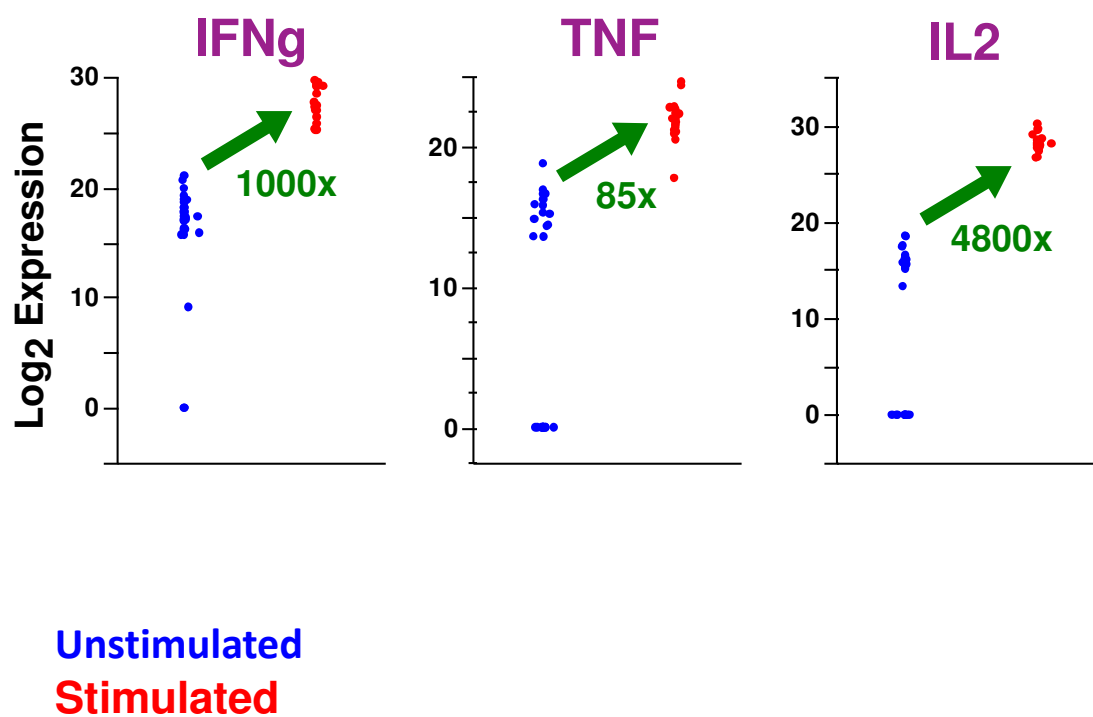 IFNg
TNF
IL2
Log2 Expression
30
20
10
0
1000x
20
10
0
85x
30
20
10
0
4800x
Unstimulated
Stimulated